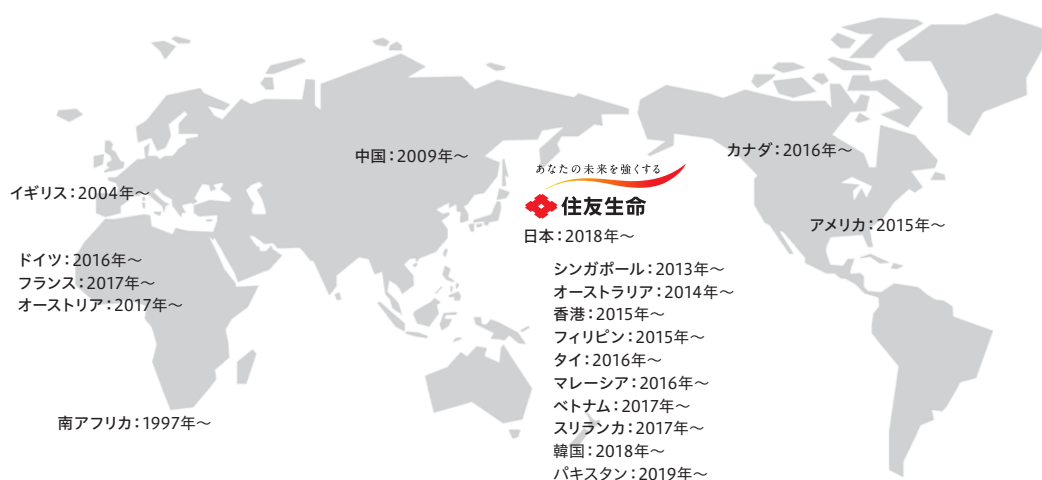 中国：2009年～
カナダ：2016年～
あなたの未来を強くする
イギリス：2004年～
住友生命
アメリカ：2015年～
日本：2018年～
ドイツ：2016年～
フランス：2017年～
オーストリア：2017年～
シンガポール：2013年～
オーストラリア：2014年～
香港：2015年～
フィリピン：2015年～
タイ：2016年～
マレーシア：2016年～
ベトナム：2017年～
スリランカ：2017年～
韓国：2018年～
パキスタン：2019年～
南アフリカ：1997年～